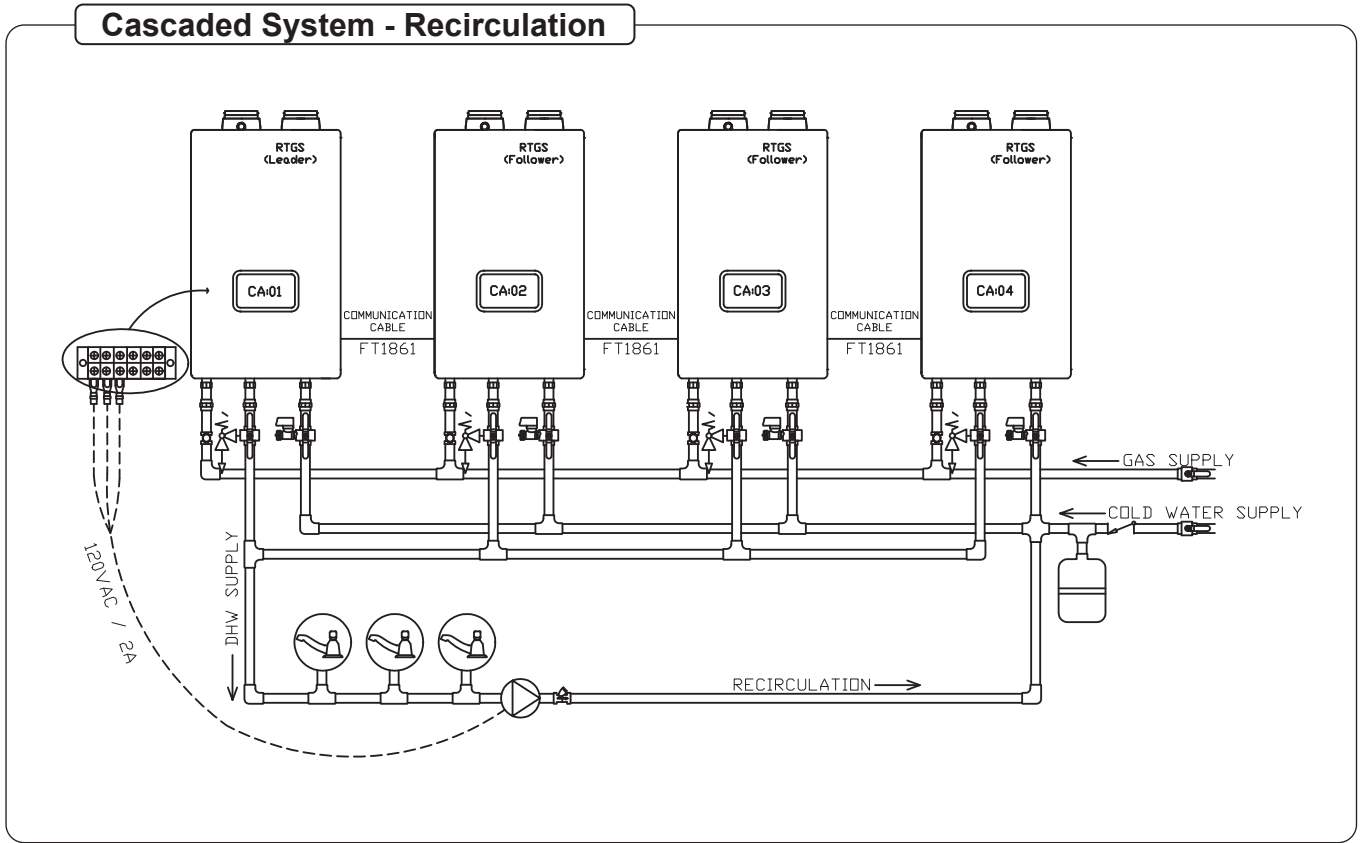 Cascaded System - Recirculation
RTGS
(Leader)
RTGS
(Follower)
RTGS
(Follower)
RTGS
(Follower)
CA:01
CA:02
CA:03
CA:04
COMMUNICATION
CABLE
FT1861
COMMUNICATION
CABLE
FT1861
COMMUNICATION
CABLE
FT1861
GAS SUPPLY
COLD WATER SUPPLY
120VAC / 2A
DHW SUPPLY
RECIRCULATION